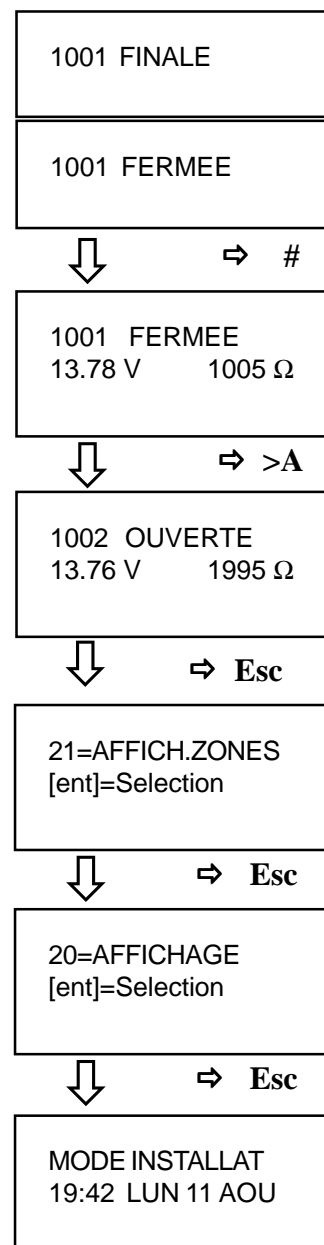 1001 FINALE
1001 FERMEE
⇨ #
1001 FERMEE
13.78 V 1005 Ω
⇨ >A
1002 OUVERTE
13.76 V 1995 Ω
⇨ Esc
21=AFFICH.ZONES
[ent]=Selection
⇨ Esc
20=AFFICHAGE
[ent]=Selection
⇨ Esc
MODE INSTALLAT
19:42 LUN 11 AOU